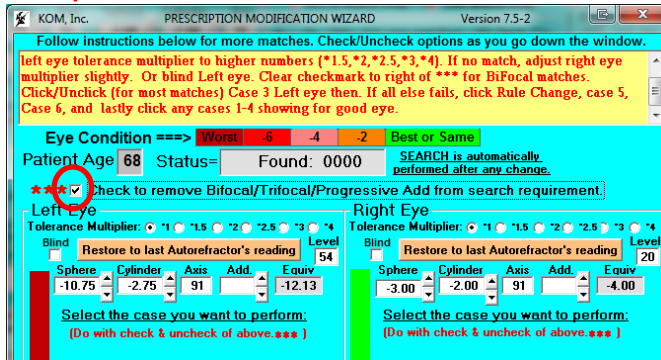 KOM, Inc. PRESCRIPTION MODIFICATION WIZARD Version 7.5-2
Follow instructions below for more matches. Check/Uncheck options as you go down the window.
left eye tolerance multiplier to higher numbers (*1.5,*2,*2.5,*3,*4). If no match, adjust right eye
multiplier slightly. Or blind Left eye. Clear checkmark to right of *** for BiFocal matches.
Click/Unclick (for most matches) Case 3 Left eye then. If all else fails, click Rule Change, case 5,
Case 6, and lastly click any cases 1-4 showing for good eye.
Eye Condition ===> Worst -6 -4 -2 Best or Same
Patient Age 68 Status= Found: 0000 SEARCH is automatically
performed after any change.
*** Check to remove Bifocal/Trifocal/Progressive Add from search requirement.
Left Eye Right Eye
Tolerance Multiplier: *1 *1.5 *2 *2.5 *3 *4 Tolerance Multiplier: *1 *1.5 *2 *2.5 *3 *4
Blind Restore to last Autorefractor's reading Level Blind Restore to last Autorefractor's reading Level
54 20
Sphere Cylinder Axis Add. Equiv Sphere Cylinder Axis Add. Equiv
-10.75 -2.75 91 -12.13 -3.00 -2.00 91 -4.00
Select the case you want to perform: Select the case you want to perform:
(Do with check & uncheck of above.*** ) (Do with check & uncheck of above.*** )